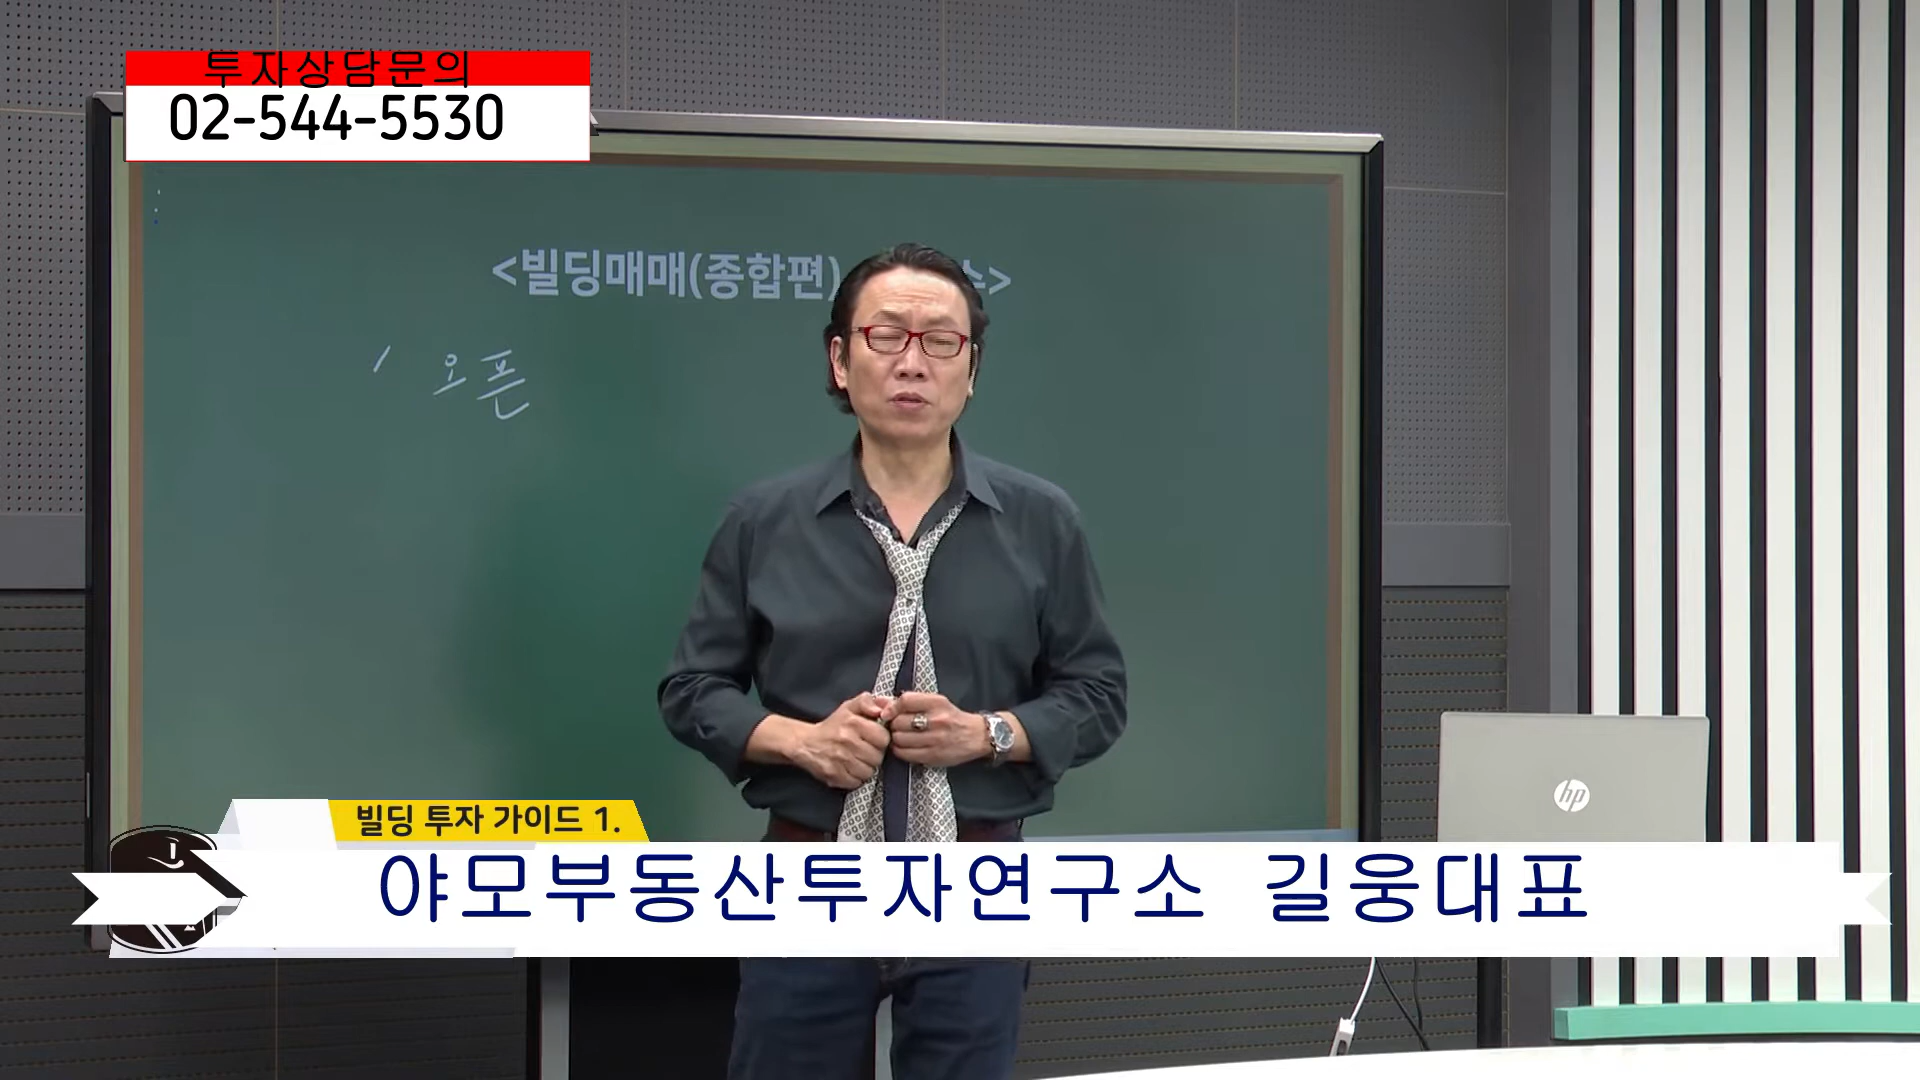 투자상담문의
02-544-5530
<빌딩매매(종합편)
1 오픈
빌딩 투자 가이드 1.
야모부동산투자연구소 길웅대표
hp